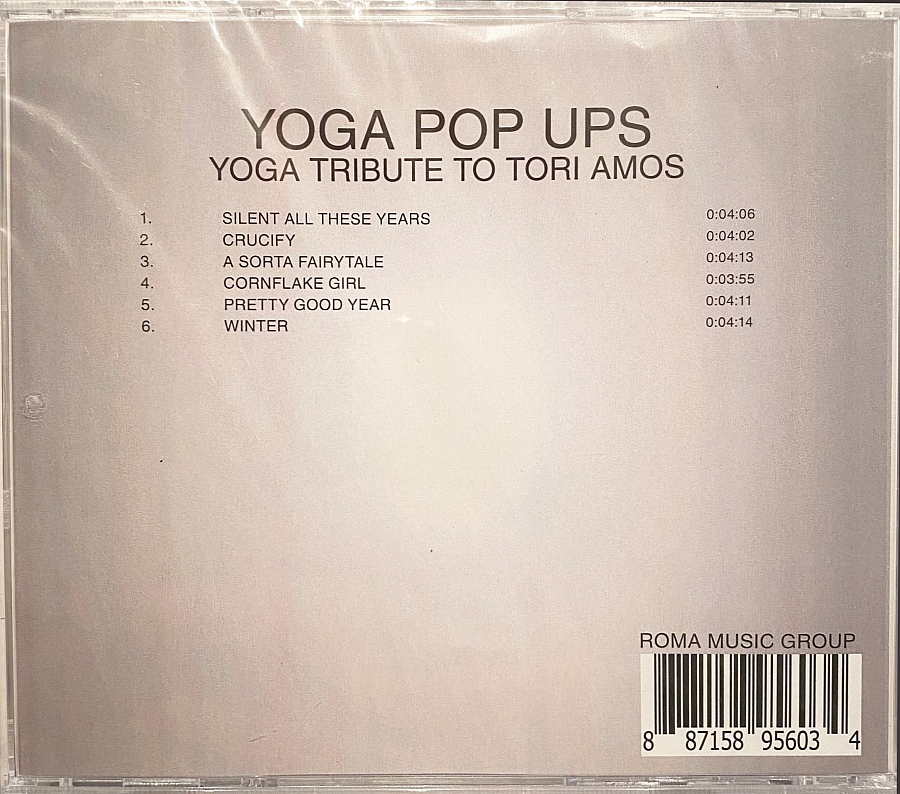 YOGA POP UPS
YOGA TRIBUTE TO TORI AMOS
1. SILENT ALL THESE YEARS 0:04:06
2. CRUCIFY 0:04:02
3. A SORTA FAIRYTALE 0:04:13
4. CORNFLAKE GIRL 0:03:55
5. PRETTY GOOD YEAR 0:04:11
6. WINTER 0:04:14
ROMA MUSIC GROUP
8 87158 95603 4